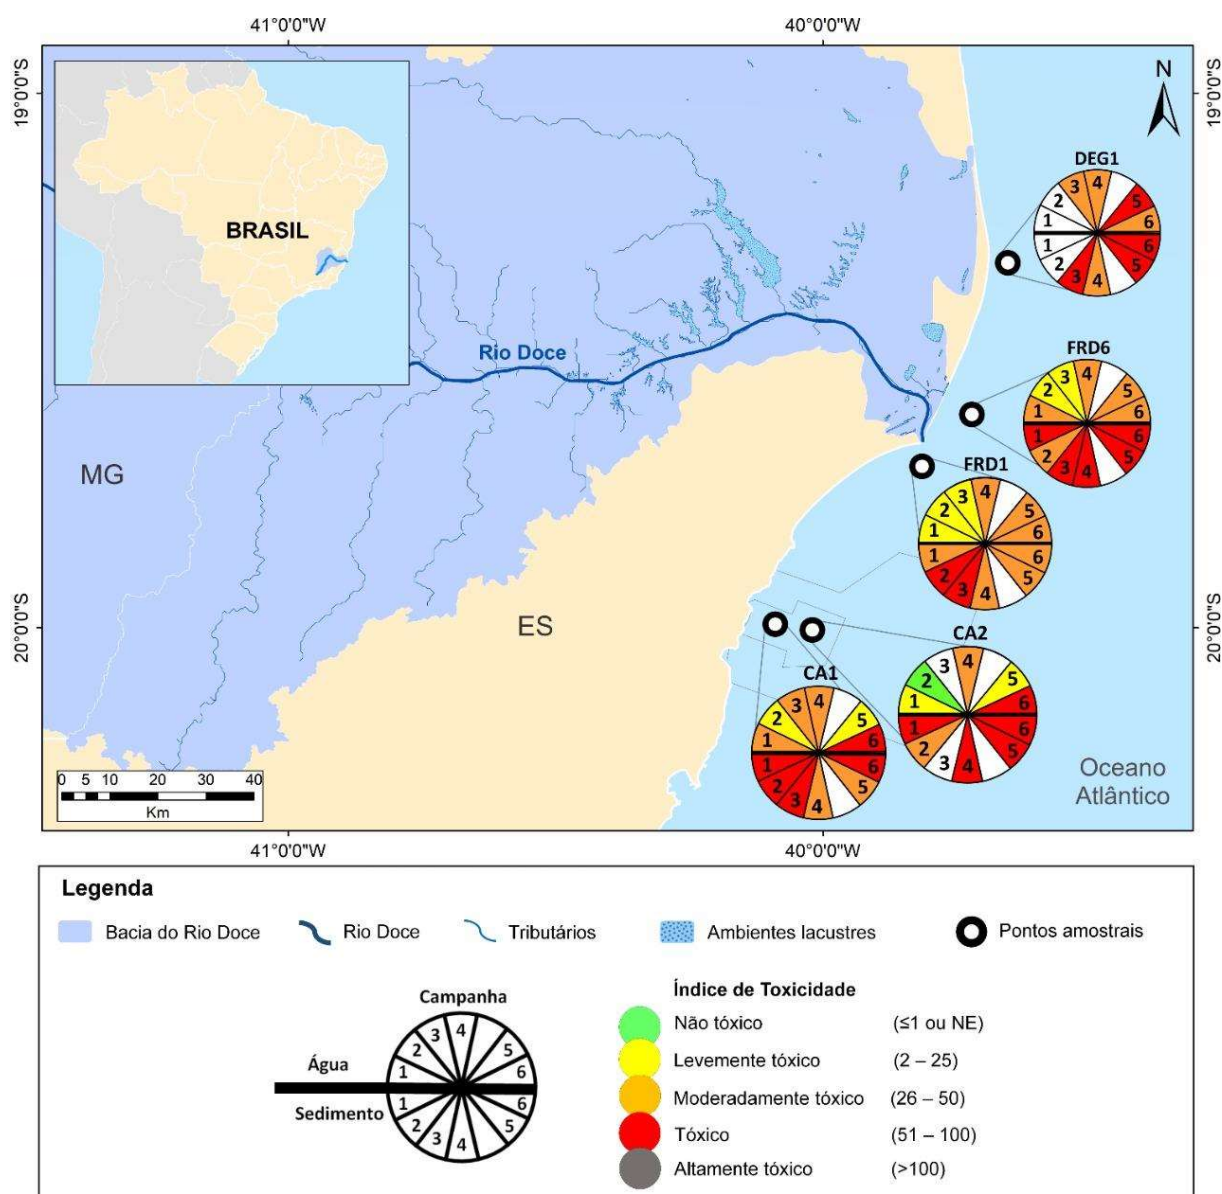 41°0'0"W 40°0'0"W
19°0'0"S 19°0'0"S
N
BRASIL
DEG1
1 2 3 4 5 6
1 2 3 4 5 6
Rio Doce
FRD6
1 2 3 4 5 6
1 2 3 4 5 6
MG
FRD1
1 2 3 4 5 6
1 2 3 4 5 6
20°0'0"S 20°0'0"S
ES
CA2
1 2 3 4 5 6
1 2 3 4 5 6
CA1
1 2 3 4 5 6
1 2 3 4 5 6
Oceano
Atlântico
0 5 10 20 30 40
Km
41°0'0"W 40°0'0"W
Legenda
Bacia do Rio Doce Rio Doce Tributários Ambientes lacustres Pontos amostrais
Campanha
1 2 3 4 5 6
Água
Sedimento
1 2 3 4 5 6
Índice de Toxicidade
Não tóxico (≤1 ou NE)
Levemente tóxico (2 – 25)
Moderadamente tóxico (26 – 50)
Tóxico (51 – 100)
Altamente tóxico (>100)